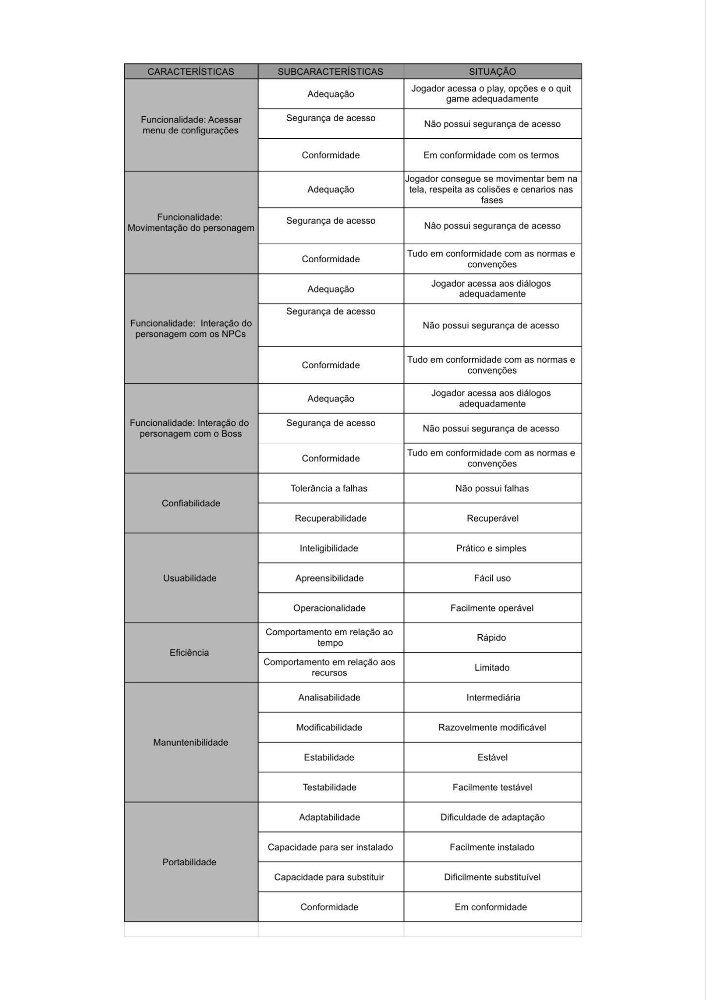 CARACTERÍSTICAS SUBCARACTERÍSTICAS SITUAÇÃO
Funcionalidade: Acessar
menu de configurações
Adequação
Jogador acessa o play, opções e o quit
game adequadamente
Segurança de acesso
Não possui segurança de acesso
Conformidade
Em conformidade com os termos
Funcionalidade:
Movimentação do personagem
Adequação
Jogador consegue se movimentar bem na
tela, respeita as colisões e cenarios nas
fases
Segurança de acesso
Nâo possui segurança de acesso
Conformidade
Tudo em conformidade com as normas e
convenções
Funcionalidade: Interação do
personagem com os NPCs
Adequação
Jogador acessa aos diálogos
adequadamente
Segurança de acesso
Não possui segurança de acesso
Conformidade
Tudo em conformidade com as normas e
convenções
Funcionalidade: Interação do
personagem com o Boss
Adequação
Jogador acessa aos diálogos
adequadamente
Segurança de acesso
Não possui segurança de acesso
Conformidade
Tudo em conformidade com as normas e
convenções
Confiabilidade
Tolerância a falhas
Não possui falhas
Recuperabilidade
Recuperável
Usuabilidade
Inteligibilidade
Prático e simples
Apreensibilidade
Fácil uso
Operacionalidade
Facilmente operável
Eficiência
Comportamento em relação ao
tempo
Rápido
Comportamento em relação aos
recursos
Limitado
Manuntenibilidade
Analisabilidade
Intermediária
Modificabilidade
Razovelmente modificável
Estabilidade
Estável
Testabilidade
Facilmente testável
Portabilidade
Adaptabilidade
Dificuldade de adaptação
Capacidade para ser instalado
Facilmente instalado
Capacidade para substituir
Dificilmente substituível
Conformidade
Em conformidade